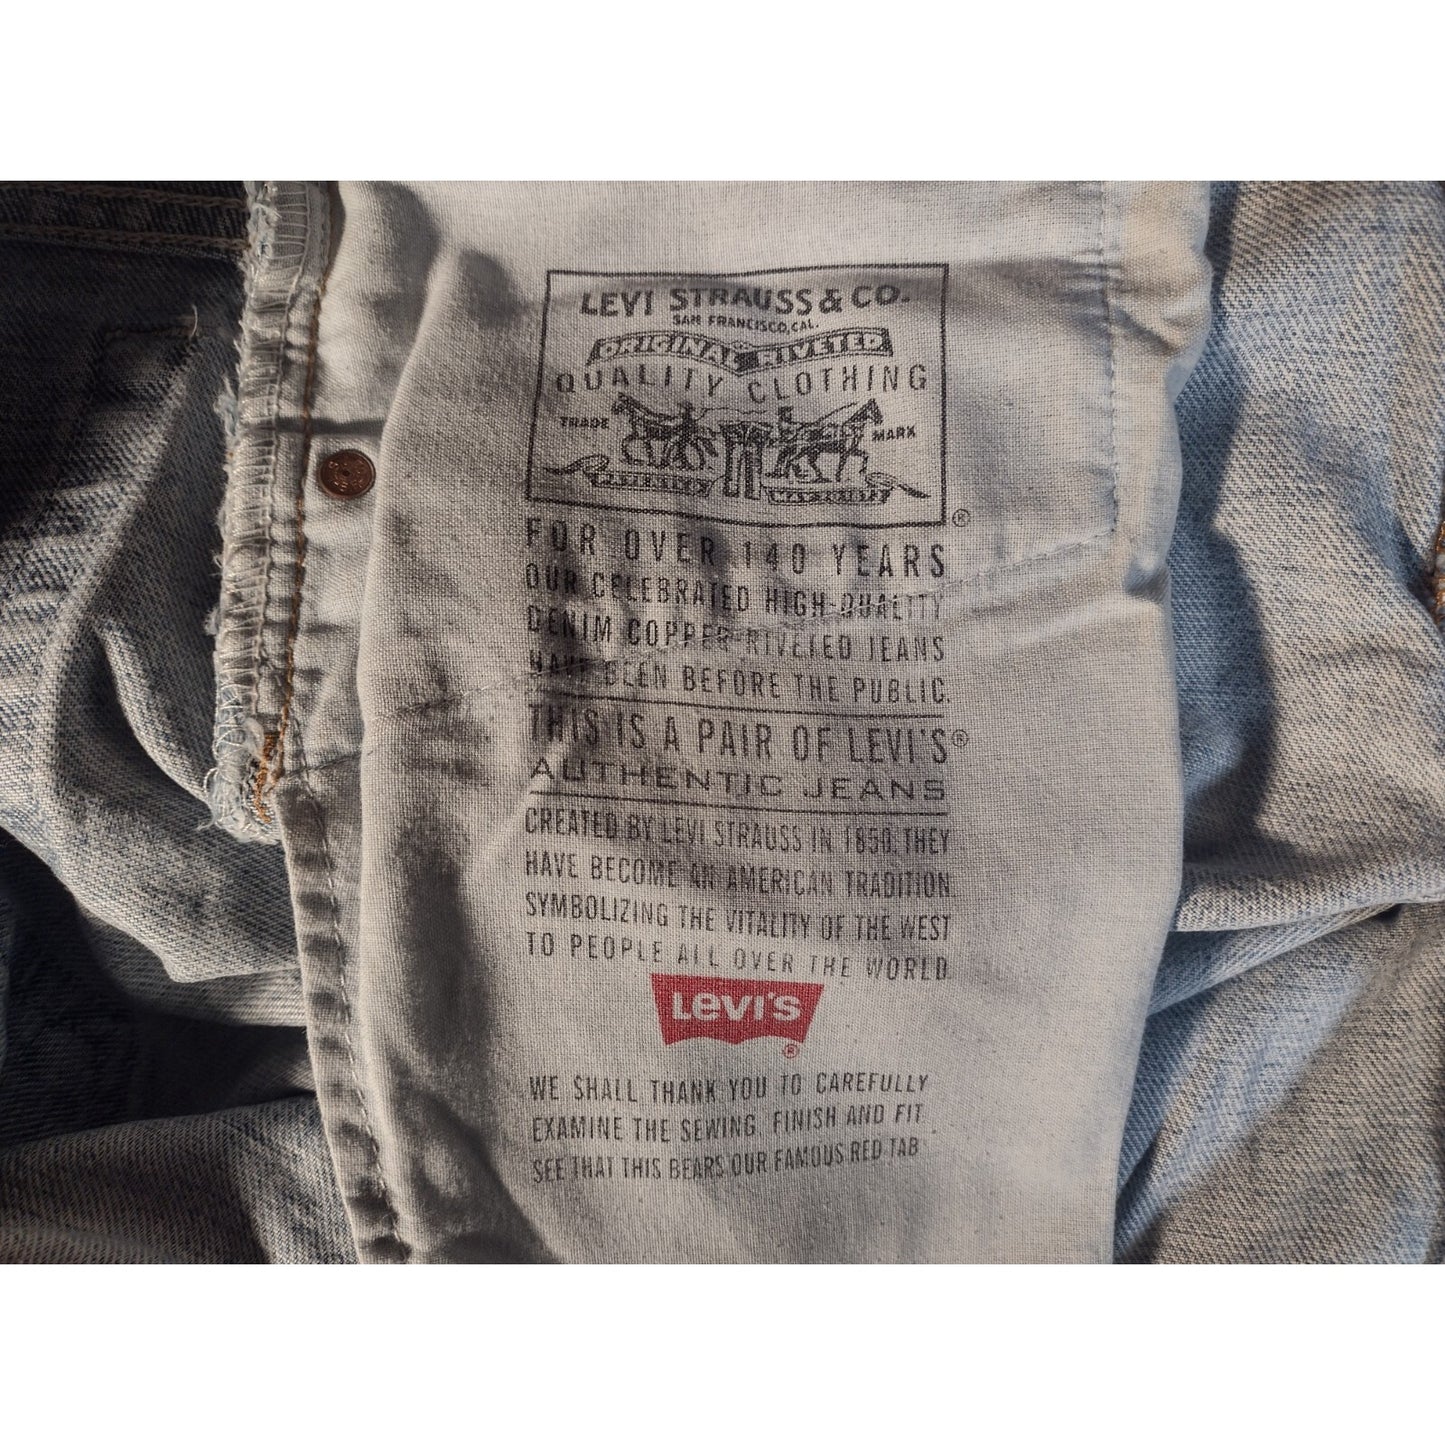 LEVI STRAUSS & CO.
SAN FRANCISCO, CAL.
ORIGINAL RIVETED
QUALITY CLOTHING
TRADE MARK
®
FOR OVER 140 YEARS
OUR CELEBRATED HIGH-QUALITY
DENIM COPPER-RIVETED JEANS
HAVE BEEN BEFORE THE PUBLIC.
THIS IS A PAIR OF LEVI'S®
AUTHENTIC JEANS
CREATED BY LEVI STRAUSS IN 1850, THEY
HAVE BECOME AN AMERICAN TRADITION.
SYMBOLIZING THE VITALITY OF THE WEST
TO PEOPLE ALL OVER THE WORLD
LEVI'S
®
WE SHALL THANK YOU TO CAREFULLY
EXAMINE THE SEWING, FINISH AND FIT.
SEE THAT THIS BEARS OUR FAMOUS RED TAB